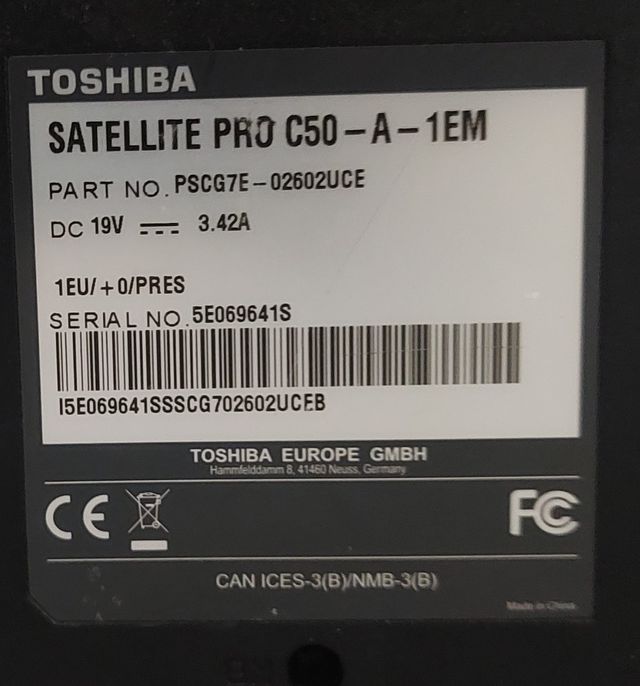 TOSHIBA
SATELLITE PRO C50-A-1EM
PART NO. PSCG7E-02602UCE
DC 19V ⎓ 3.42A
1EU/+0/PRES
SERIAL NO. 5E069641S
I5E069641SSSCG702602UCEB
TOSHIBA EUROPE GMBH
Hammfelddamm 8, 41460 Neuss, Germany
CE
FC
CAN ICES-3(B)/NMB-3(B)
Made in China